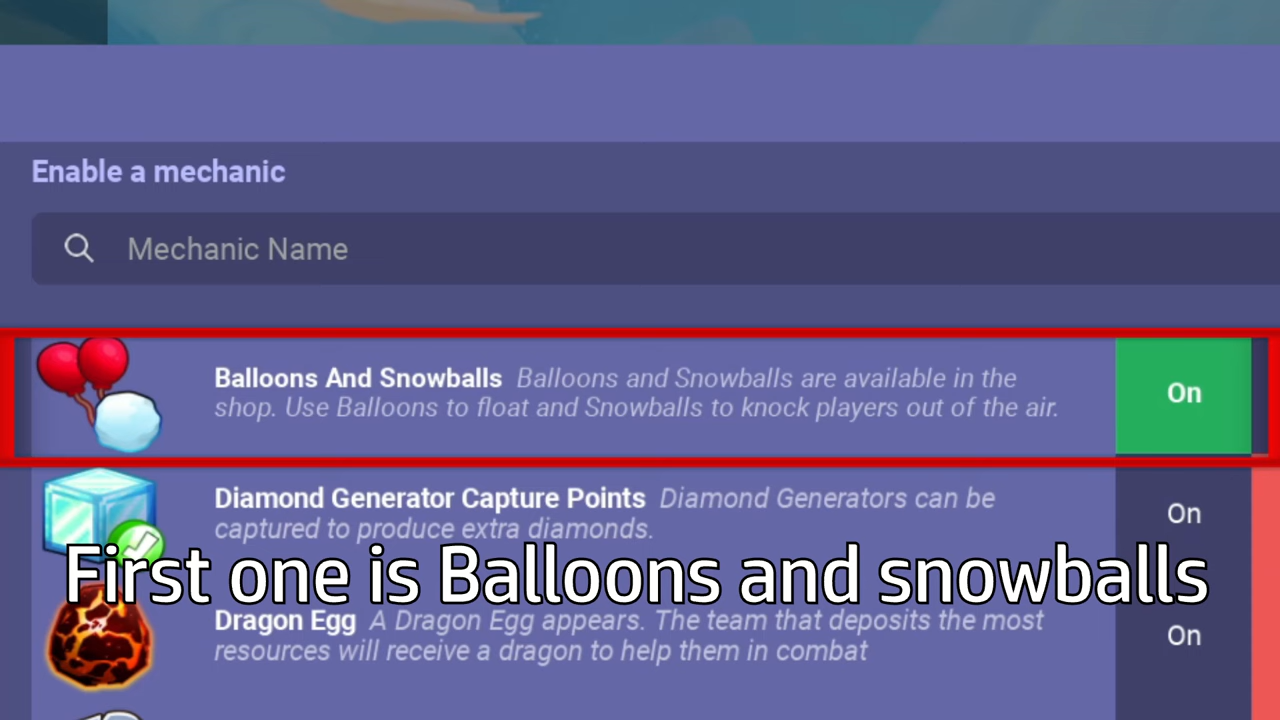 Enable a mechanic
Mechanic Name
Balloons And Snowballs Balloons and Snowballs are available in the
shop. Use Balloons to float and Snowballs to knock players out of the air.
On
Diamond Generator Capture Points Diamond Generators can be
captured to produce extra diamonds.
On
First one is Balloons and snowballs
Dragon Egg A Dragon Egg appears. The team that deposits the most
resources will receive a dragon to help them in combat
On